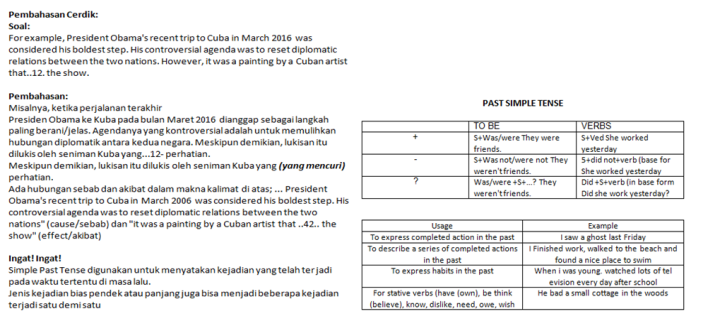 Pembahasan Cerdik:
Soal:
For example, President Obama's recent trip to Cuba in March 2016 was
considered his boldest step. His controversial agenda was to reset diplomatic
relations between the two nations. However, it was a painting by a Cuban artist
that..12. the show.
Pembahasan:
Misalnya, ketika perjalanan terakhir
Presiden Obama ke Kuba pada bulan Maret 2016 dianggap sebagai langkah
paling berani/jelas. Agendanya yang kontroversial adalah untuk memulihkan
hubungan diplomatik antara kedua negara. Meskipun demikian, lukisan itu
dilukis oleh seniman Kuba yang...12- perhatian.
Meskipun demikian, lukisan itu dilukis oleh seniman Kuba yang (yang mencuri)
perhatian.
Ada hubungan sebab dan akibat dalam makna kalimat di atas; ... President
Obama's recent trip to Cuba in March 2006 was considered his boldest step. His
controversial agenda was to reset diplomatic relations between the two
nations" (cause/sebab) dan "it was a painting by a Cuban artist that ..42.. the
show" (effect/akibat)
Ingat! Ingat!
Simple Past Tense digunakan untuk menyatakan kejadian yang telah ter jadi
pada waktu tertentu di masa lalu.
Jenis kejadian bias pendek atau panjang juga bisa menjadi beberapa kejadian
terjadi satu demi satu
PAST SIMPLE TENSE
TO BE VERBS
+ S+Was/were They were S+Ved She worked
friends. yesterday
- S+Was not/were not They S+did not+verb (base for
weren't friends. She worked yesterday
? Was/were +S+...? They Did +S+verb (in base form
weren't friends. Did she work yesterday?
Usage Example
To express completed action in the past I saw a ghost last Friday
To describe a series of completed actions I Finished work, walked to the beach and
in the past found a nice place to swim
To express habits in the past When i was young. watched lots of tel
evision every day after school
For stative verbs (have (own), be think He bad a small cottage in the woods
(believe), know, dislike, need, owe, wish